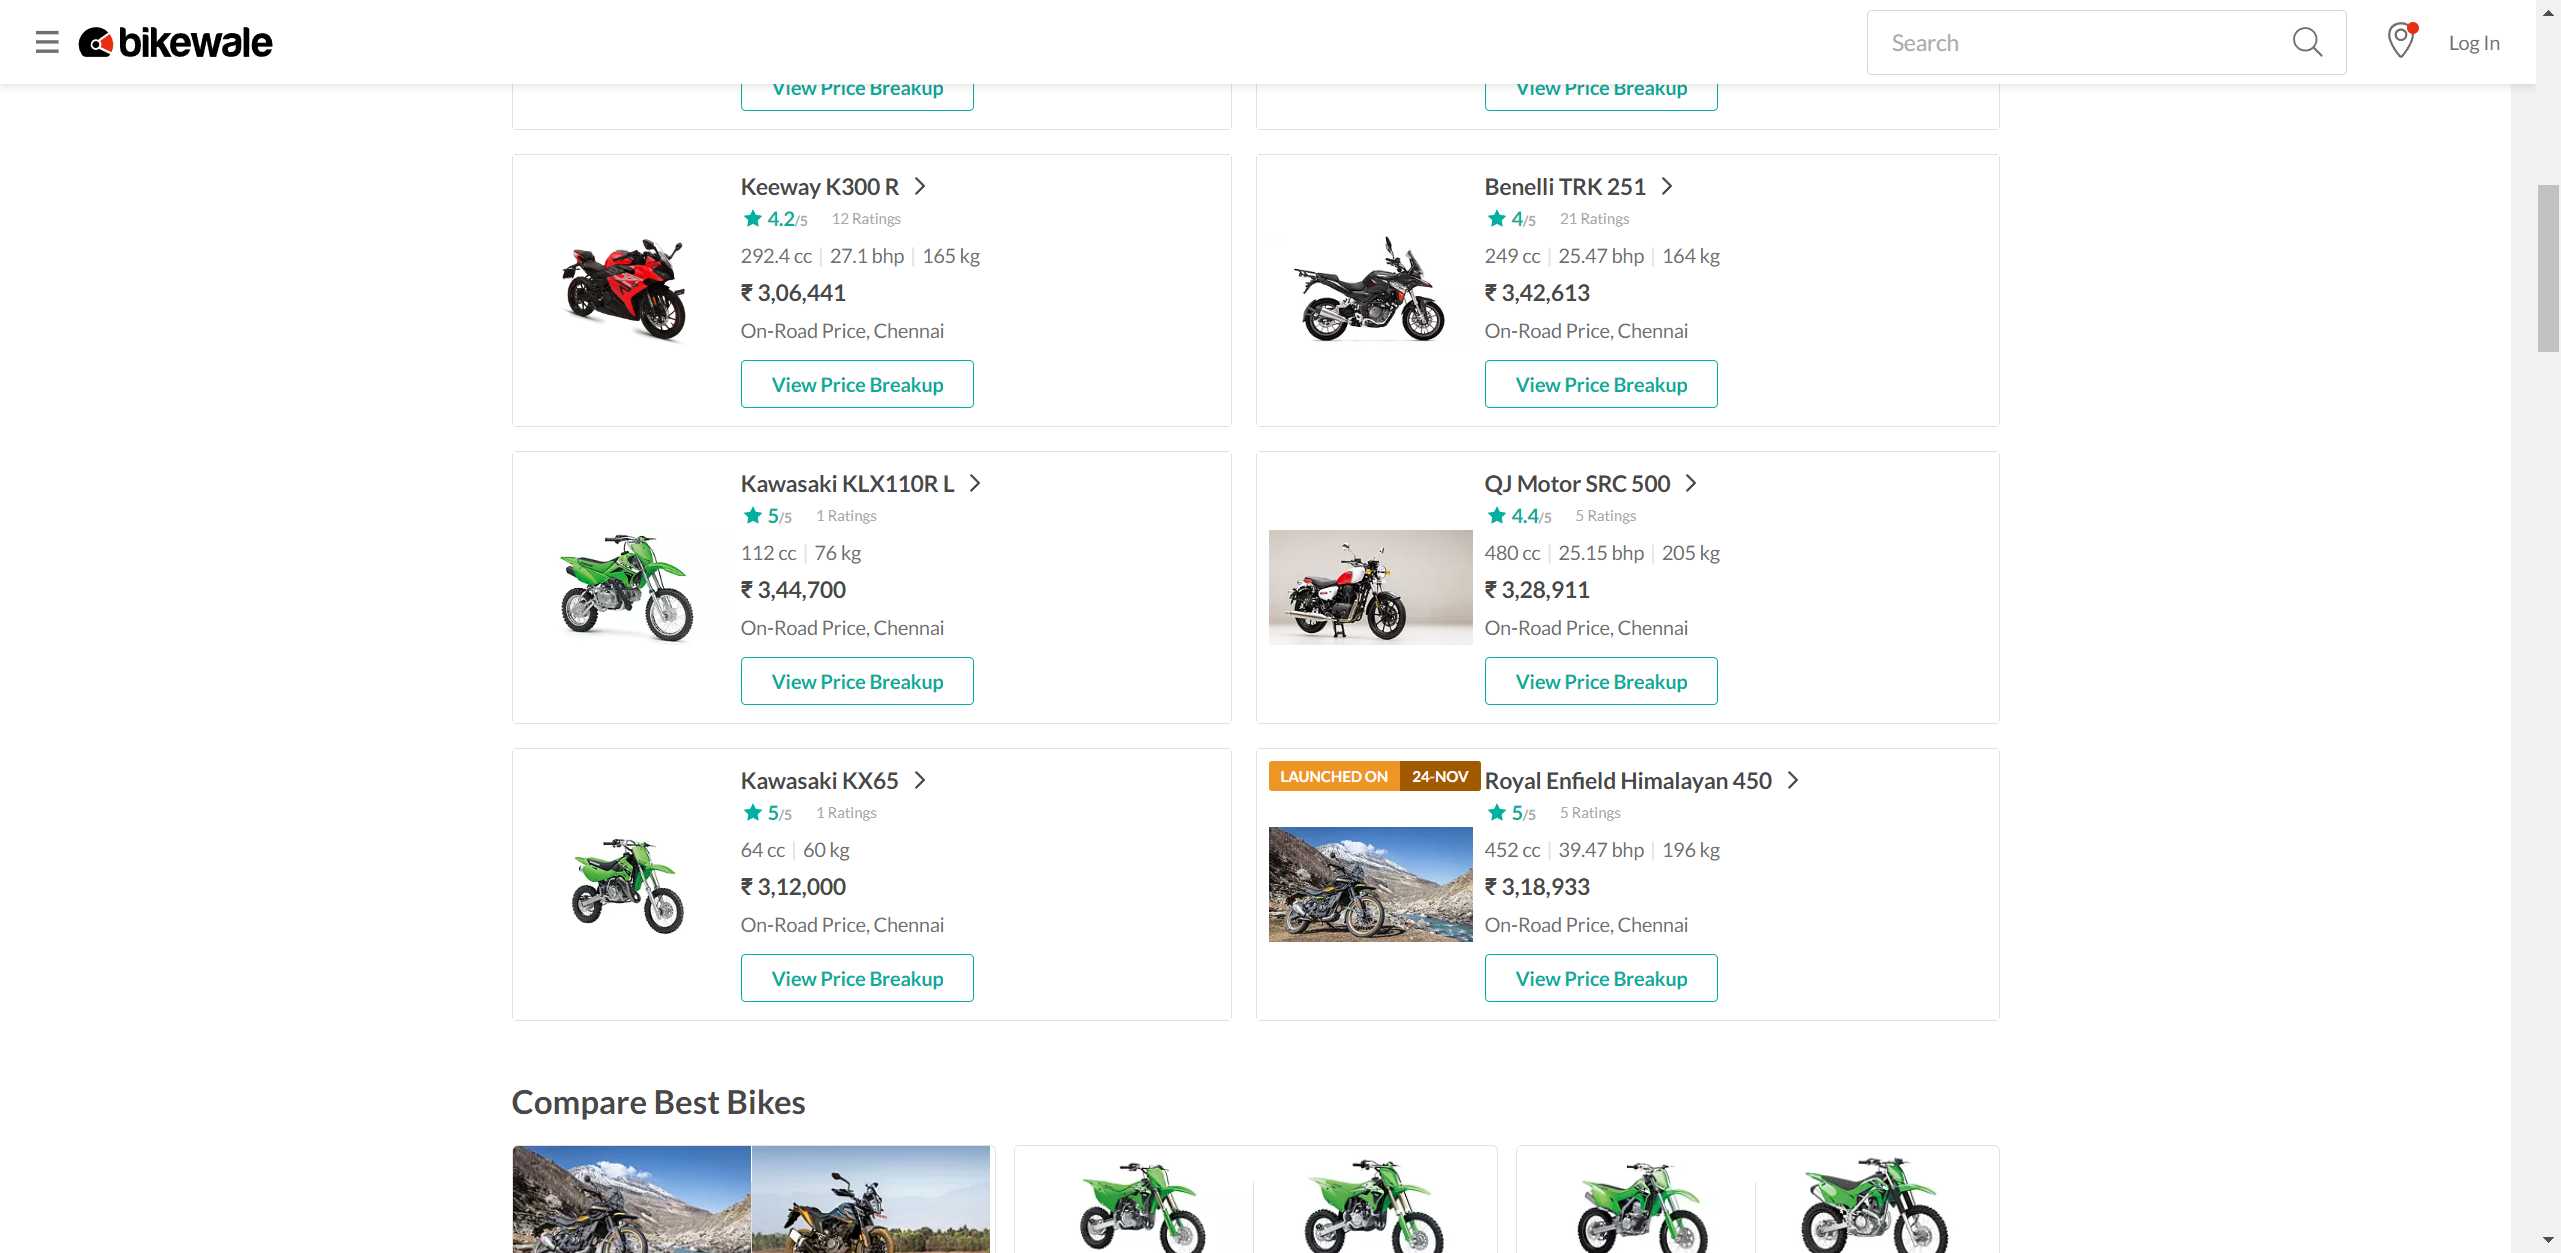 bikewale
Search
Log In
View Price Breakup
View Price Breakup
Keeway K300 R
4.2/5 12 Ratings
292.4 cc | 27.1 bhp | 165 kg
₹ 3,06,441
On-Road Price, Chennai
View Price Breakup
Benelli TRK 251
4/5 21 Ratings
249 cc | 25.47 bhp | 164 kg
₹ 3,42,613
On-Road Price, Chennai
View Price Breakup
Kawasaki KLX110R L
5/5 1 Ratings
112 cc | 76 kg
₹ 3,44,700
On-Road Price, Chennai
View Price Breakup
QJ Motor SRC 500
4.4/5 5 Ratings
480 cc | 25.15 bhp | 205 kg
₹ 3,28,911
On-Road Price, Chennai
View Price Breakup
Kawasaki KX65
5/5 1 Ratings
64 cc | 60 kg
₹ 3,12,000
On-Road Price, Chennai
View Price Breakup
LAUNCHED ON 24-NOV
Royal Enfield Himalayan 450
5/5 5 Ratings
452 cc | 39.47 bhp | 196 kg
₹ 3,18,933
On-Road Price, Chennai
View Price Breakup
Compare Best Bikes